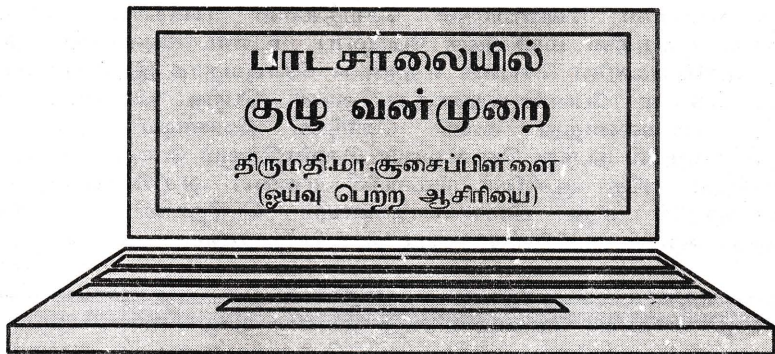 பாடசாலையில்
குழு வன்முறை
திருமதி.மா.சூசைப்பிள்ளை
(ஓய்வு பெற்ற ஆசிரியை)